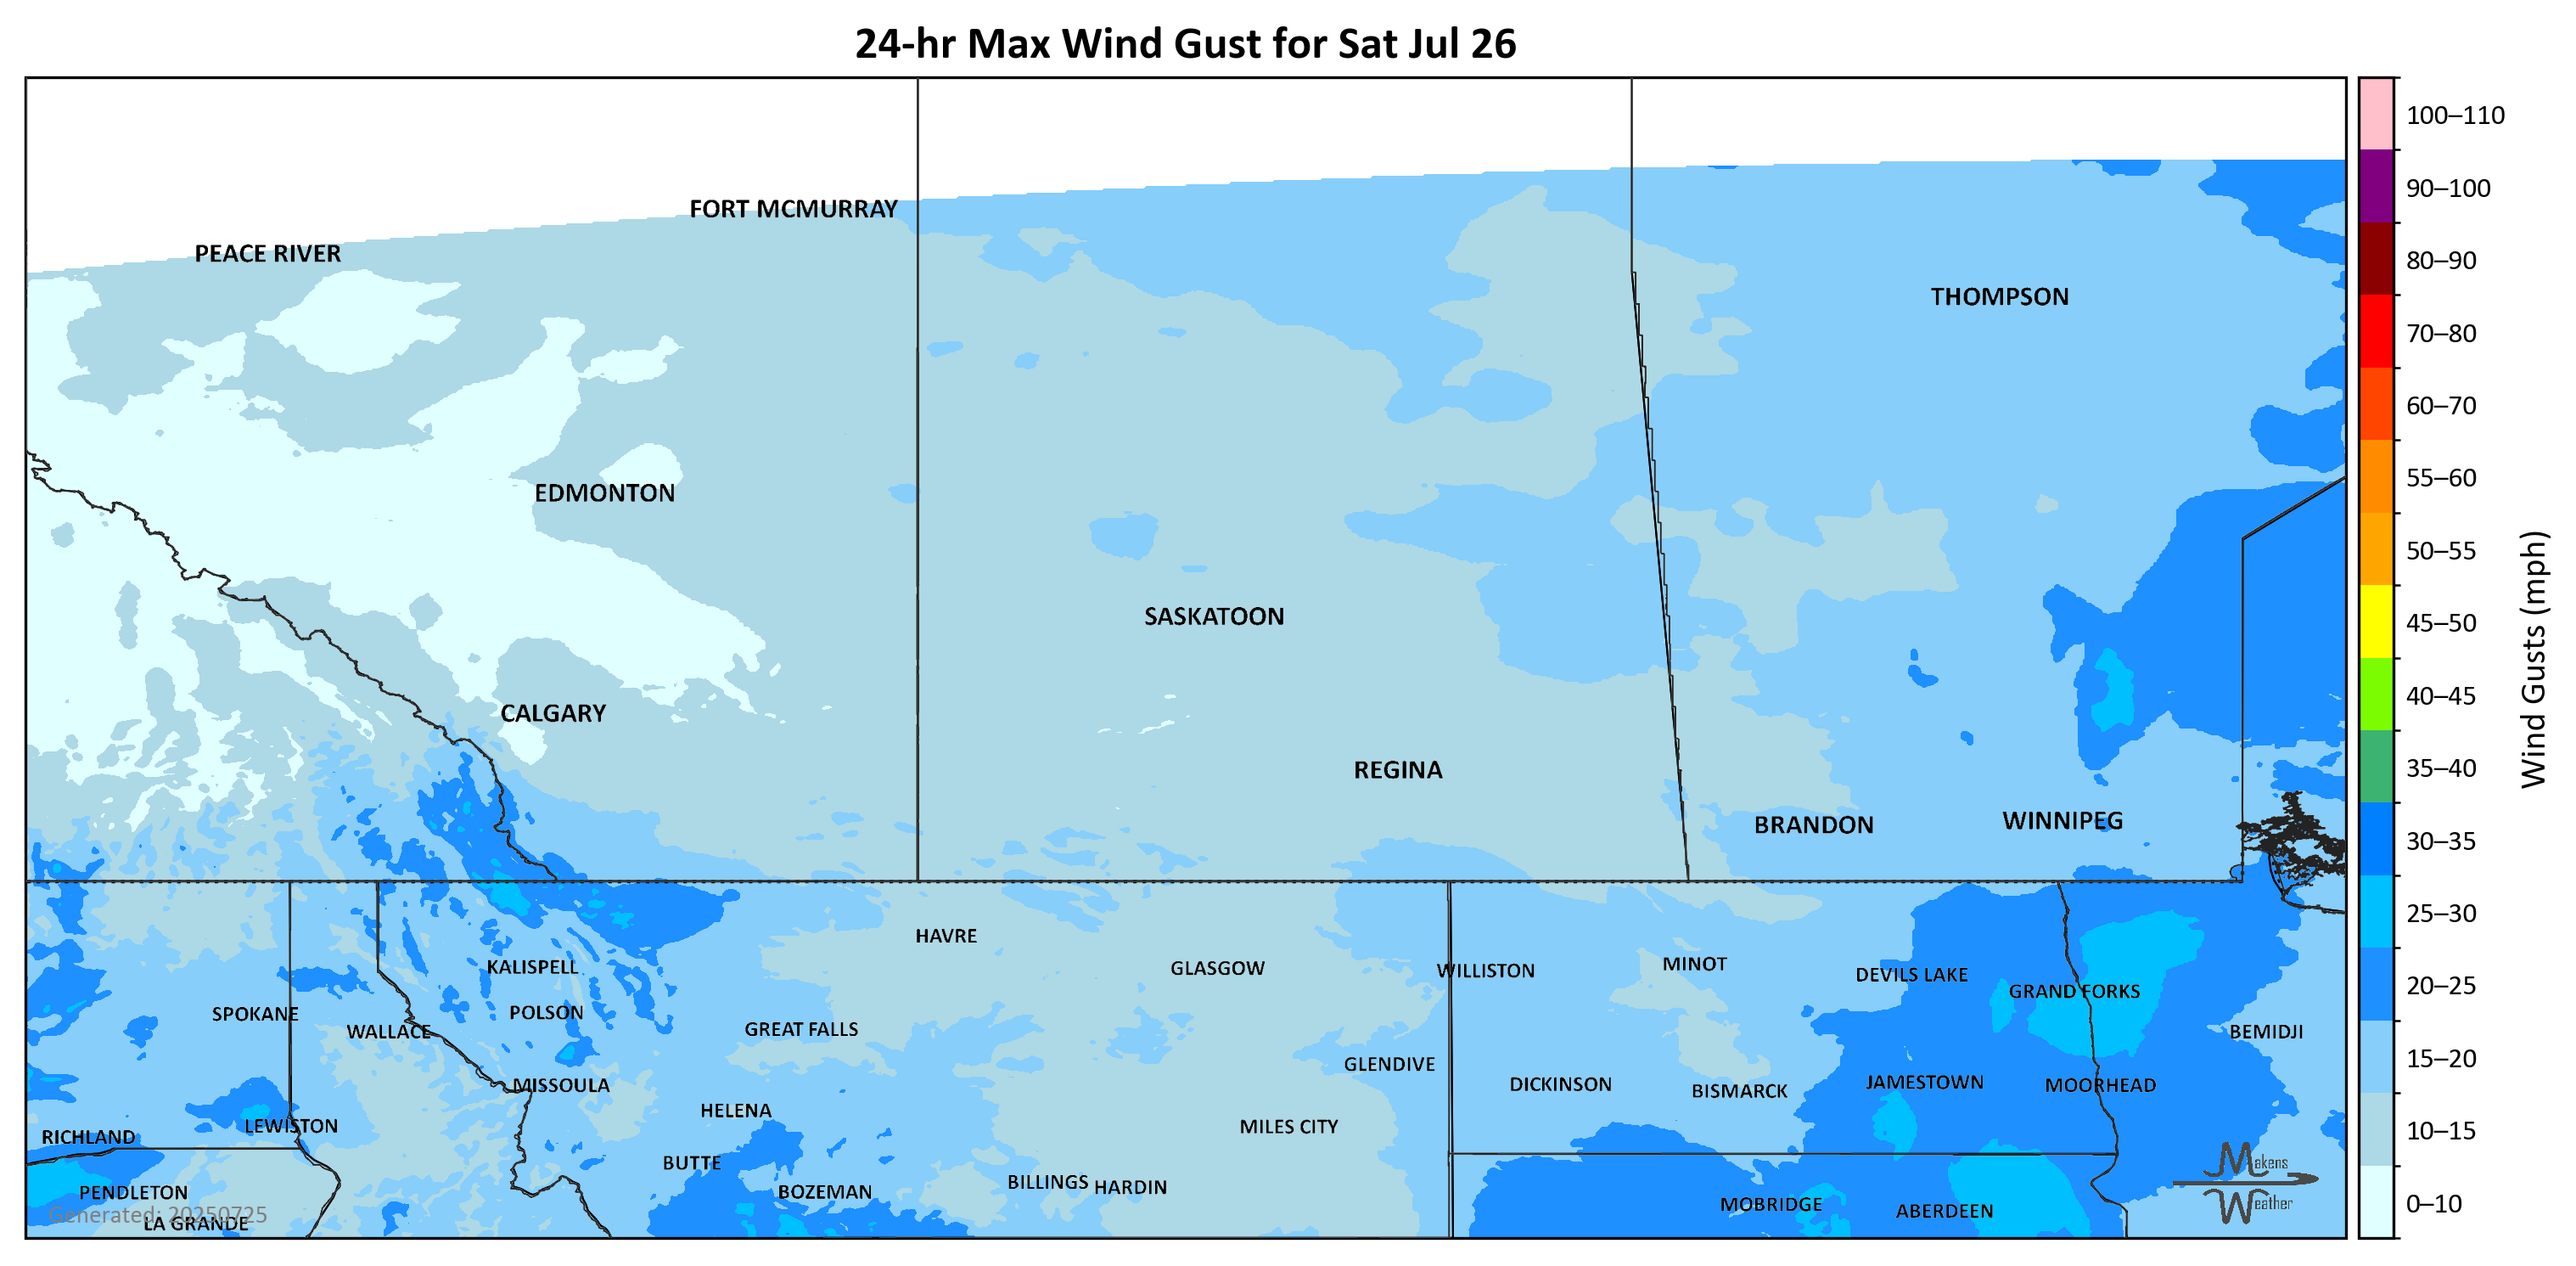 24-hr Max Wind Gust for Sat Jul 26
100–110
90–100
80–90
70–80
60–70
55–60
50–55
45–50
40–45
35–40
30–35
25–30
20–25
15–20
10–15
0–10
Wind Gusts (mph)
FORT MCMURRAY
PEACE RIVER
THOMPSON
EDMONTON
SASKATOON
CALGARY
REGINA
BRANDON
WINNIPEG
HAVRE
KALISPELL
GLASGOW
WILLISTON
MINOT
DEVILS LAKE
GRAND FORKS
SPOKANE
POLSON
WALLACE
GREAT FALLS
BEMIDJI
GLENDIVE
MISSOULA
DICKINSON
BISMARCK
JAMESTOWN
MOORHEAD
HELENA
LEWISTON
MILES CITY
RICHLAND
BUTTE
PENDLETON
BOZEMAN
BILLINGS
HARDIN
MOBRIDGE
ABERDEEN
Generated: 20250725
LA GRANDE
Makens
Weather